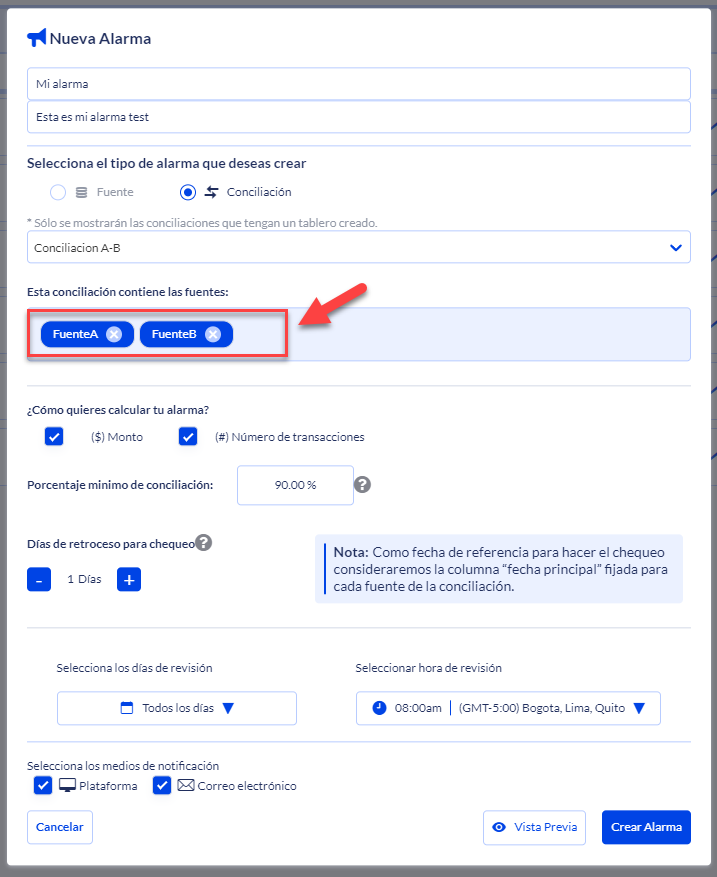 Nueva Alarma
Mi alarma
Esta es mi alarma test
Selecciona el tipo de alarma que deseas crear
Fuente Conciliación
* Sólo se mostrarán las conciliaciones que tengan un tablero creado.
Conciliacion A-B
Esta conciliación contiene las fuentes:
FuenteA FuenteB
¿Cómo quieres calcular tu alarma?
($) Monto (#) Número de transacciones
Porcentaje minimo de conciliación: 90.00 % ?
Días de retroceso para chequeo ?
- 1 Días +
Nota: Como fecha de referencia para hacer el chequeo
consideraremos la columna “fecha principal” fijada para
cada fuente de la conciliación.
Selecciona los días de revisión
Todos los días
Seleccionar hora de revisión
08:00am | (GMT-5:00) Bogota, Lima, Quito
Selecciona los medios de notificación
Plataforma Correo electrónico
Cancelar Vista Previa Crear Alarma